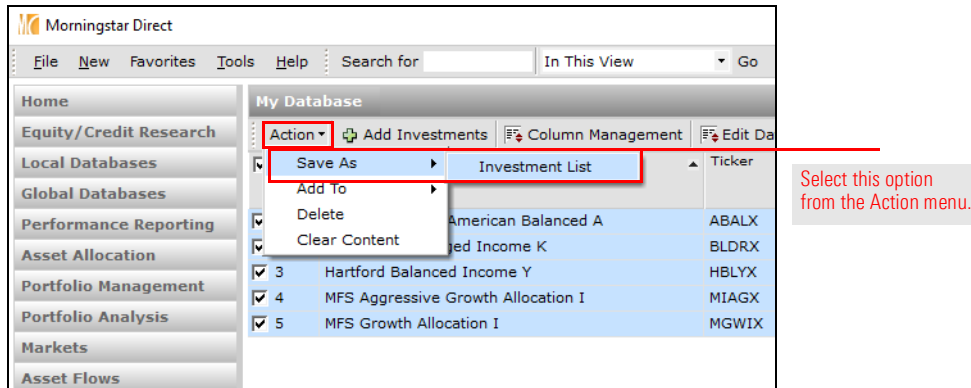 Morningstar Direct
File New Favorites Tools Help Search for In This View Go
Home
Equity/Credit Research
Local Databases
Global Databases
Performance Reporting
Asset Allocation
Portfolio Management
Portfolio Analysis
Markets
Asset Flows
My Database
Action Add Investments Column Management Edit Da
Save As Investment List Ticker
Add To
Delete
Clear Content
American Balanced A ABALX
ged Income K BLDRX
3 Hartford Balanced Income Y HBLYX
4 MFS Aggressive Growth Allocation I MIAGX
5 MFS Growth Allocation I MGWIX
Select this option
from the Action menu.